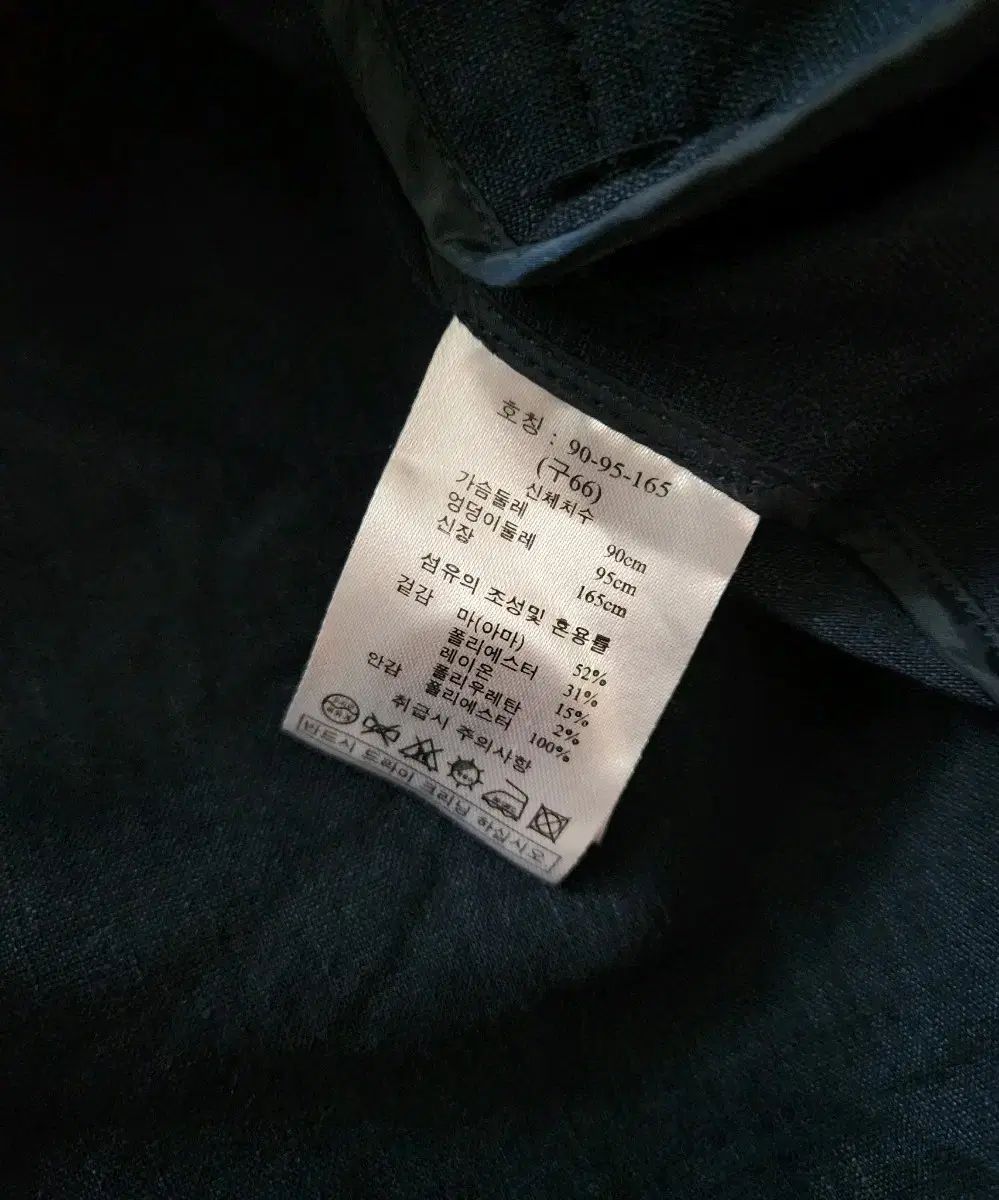 호칭 : 90-95-165
(구66)
신체치수
가슴둘레 90cm
엉덩이둘레 95cm
신장 165cm
섬유의 조성및 혼용률
겉감 마(아마) 52%
폴리에스터 31%
레이온 15%
폴리우레탄 2%
안감 폴리에스터 100%
취급시 주의사항
반드시 드라이 크리닝 하십시오